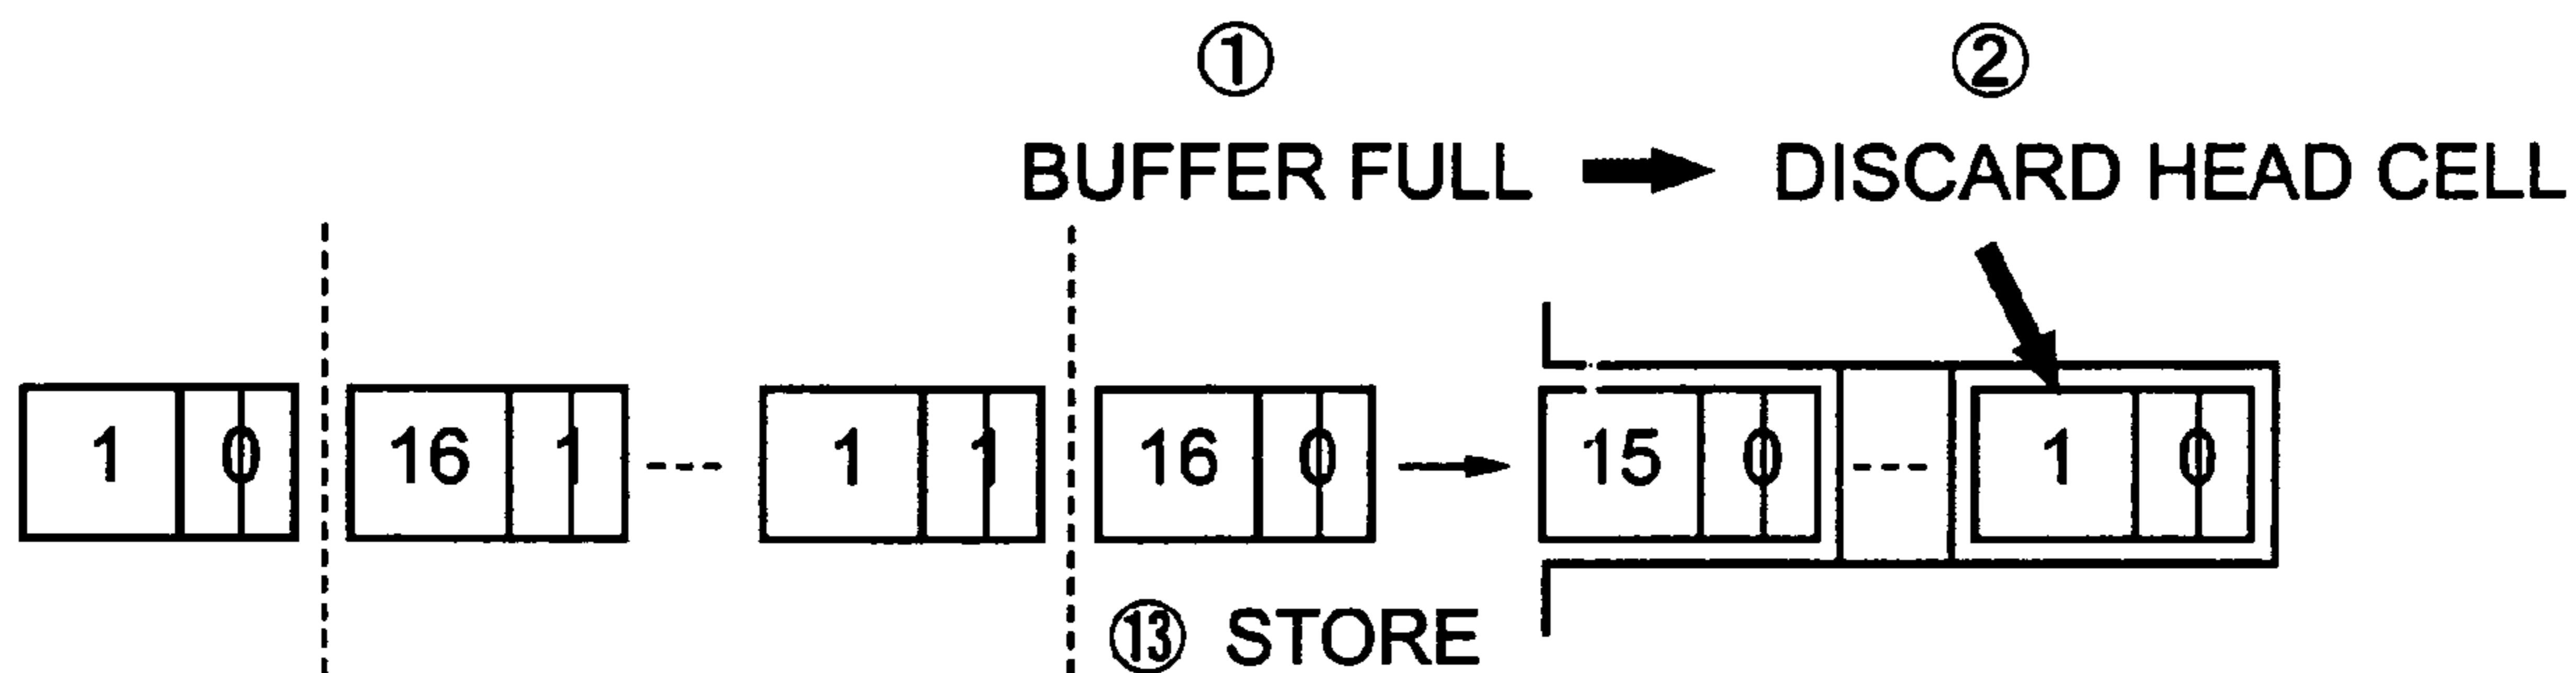 ① ②
BUFFER FULL DISCARD HEAD CELL
1 0 16 1 --- 1 1 16 0 15 0 ---- 1 0
⑬ STORE